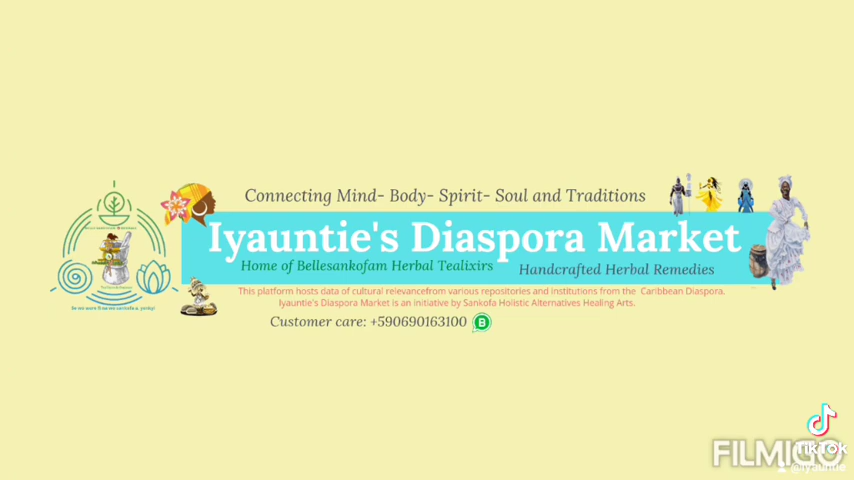 Connecting Mind- Body- Spirit- Soul and Traditions
Iyauntie's Diaspora Market
Home of Bellesankofam Herbal Tealixirs
Handcrafted Herbal Remedies
This platform hosts data of cultural relevancefrom various repositories and institutions from the Caribbean Diaspora.
Iyauntie's Diaspora Market is an initiative by Sankofa Holistic Alternatives Healing Arts.
Customer care: +590690163100
B
TikTok
FILMIGO
@iyauntie